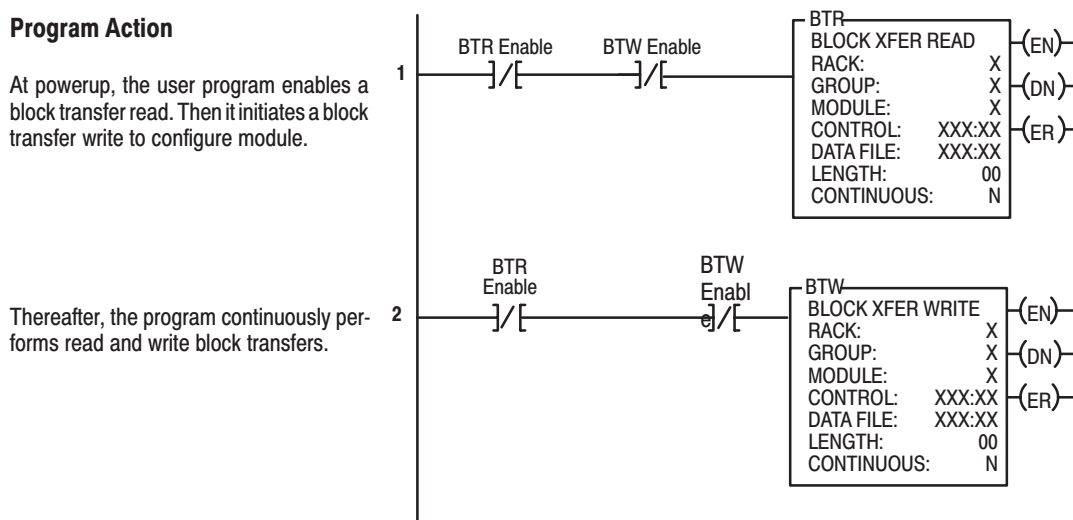 Program Action
At powerup, the user program enables a
block transfer read. Then it initiates a block
transfer write to configure module.
1
BTR Enable
BTW Enable
BTR
BLOCK XFER READ
RACK: X
GROUP: X
MODULE: X
CONTROL: XXX:XX
DATA FILE: XXX:XX
LENGTH: 00
CONTINUOUS: N
(EN)
(DN)
(ER)
Thereafter, the program continuously per-
forms read and write block transfers.
2
BTR
Enable
BTW
Enabl
e
BTW
BLOCK XFER WRITE
RACK: X
GROUP: X
MODULE: X
CONTROL: XXX:XX
DATA FILE: XXX:XX
LENGTH: 00
CONTINUOUS: N
(EN)
(DN)
(ER)